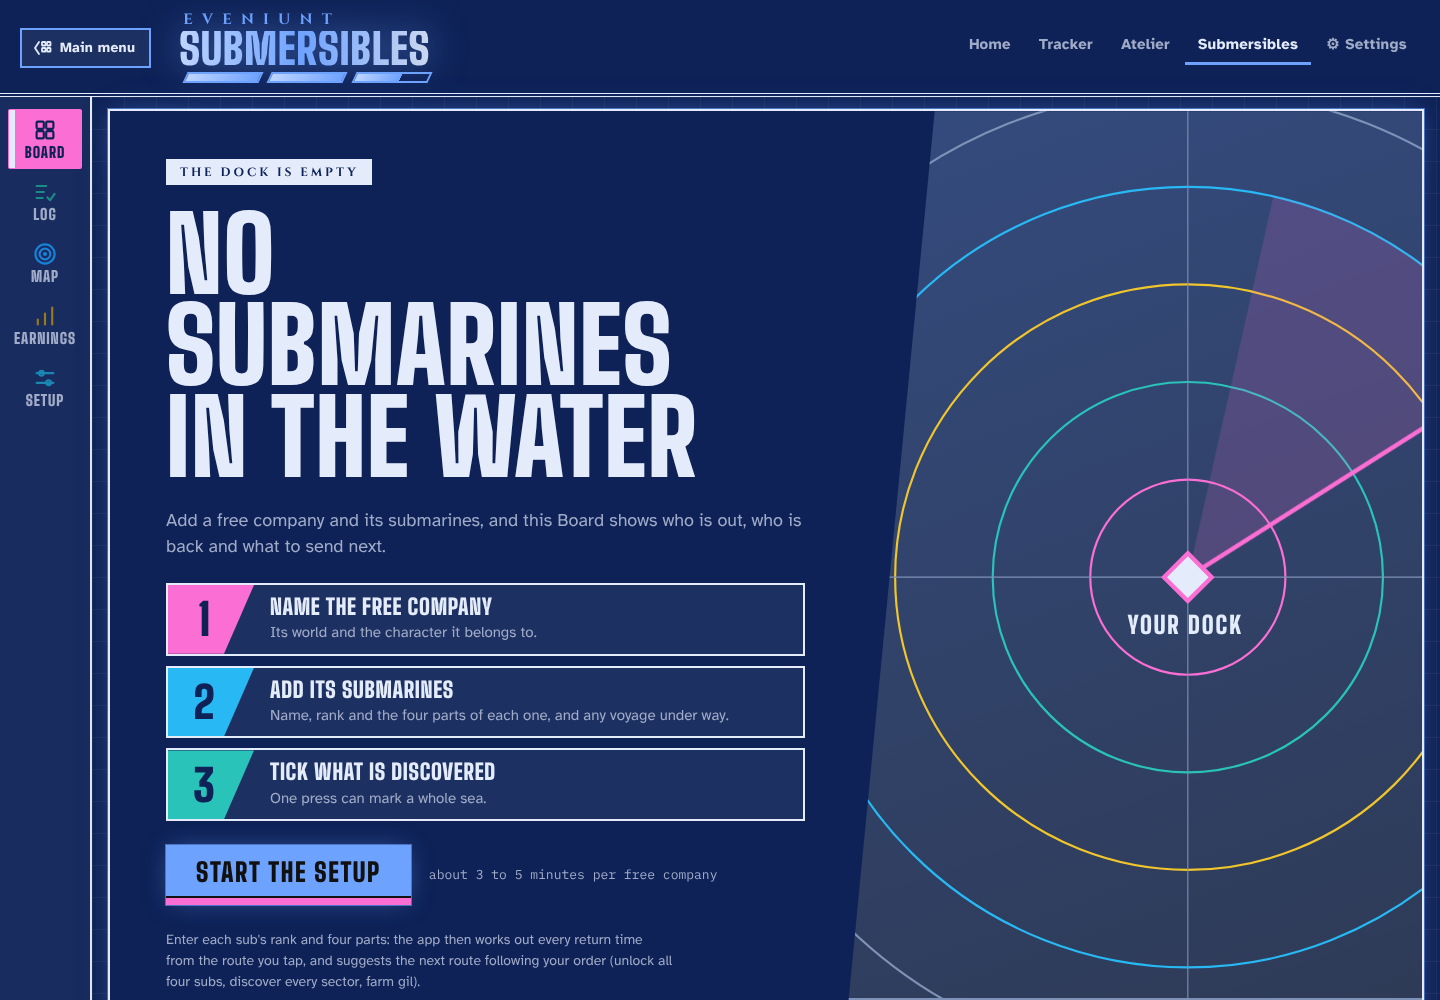 Main menu
EVENIUNT
SUBMERSIBLES
Home
Tracker
Atelier
Submersibles
Settings
BOARD
LOG
MAP
EARNINGS
SETUP
THE DOCK IS EMPTY
NO
SUBMARINES
IN THE WATER
Add a free company and its submarines, and this Board shows who is out, who is
back and what to send next.
1
NAME THE FREE COMPANY
Its world and the character it belongs to.
2
ADD ITS SUBMARINES
Name, rank and the four parts of each one, and any voyage under way.
3
TICK WHAT IS DISCOVERED
One press can mark a whole sea.
START THE SETUP
about 3 to 5 minutes per free company
Enter each sub's rank and four parts: the app then works out every return time
from the route you tap, and suggests the next route following your order (unlock all
four subs, discover every sector, farm gil).
YOUR DOCK